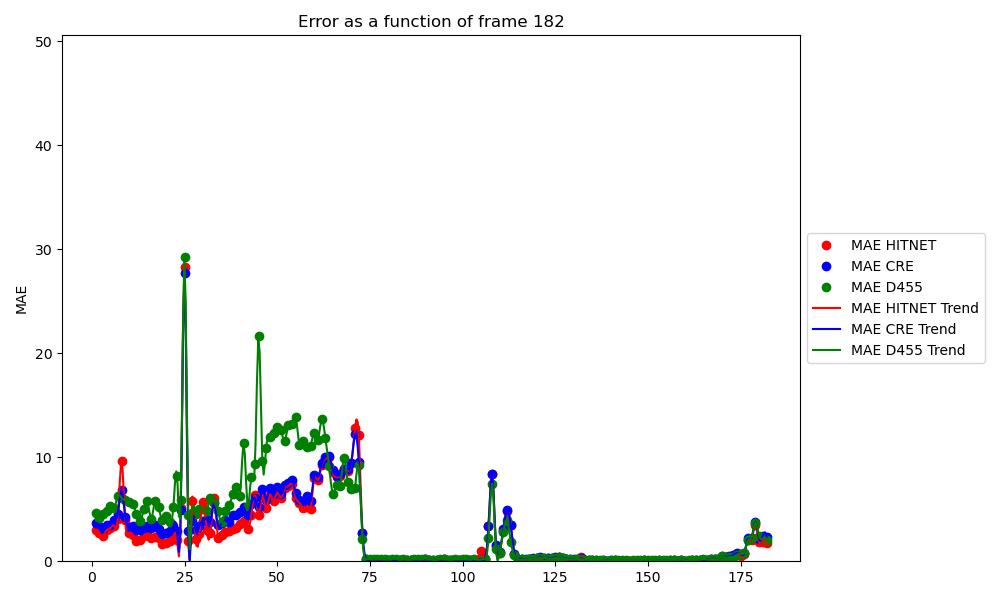 Error as a function of frame 182
50
40
30
20
10
0
MAE
0 25 50 75 100 125 150 175
MAE HITNET
MAE CRE
MAE D455
MAE HITNET Trend
MAE CRE Trend
MAE D455 Trend